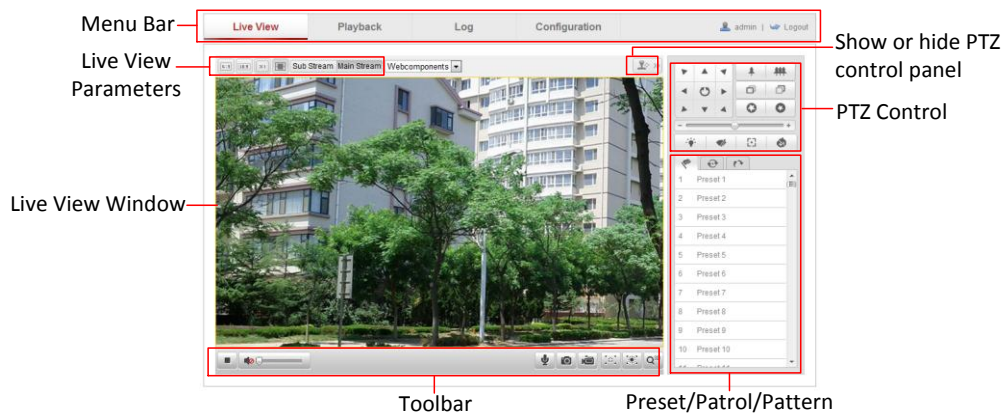 Menu Bar
Live View
Playback
Log
Configuration
admin | Logout
Live View
Parameters
Sub Stream Main Stream Webcomponents
Show or hide PTZ
control panel
PTZ Control
Live View Window
1 Preset 1
2 Preset 2
3 Preset 3
4 Preset 4
5 Preset 5
6 Preset 6
7 Preset 7
8 Preset 8
9 Preset 9
10 Preset 10
Toolbar
Preset/Patrol/Pattern